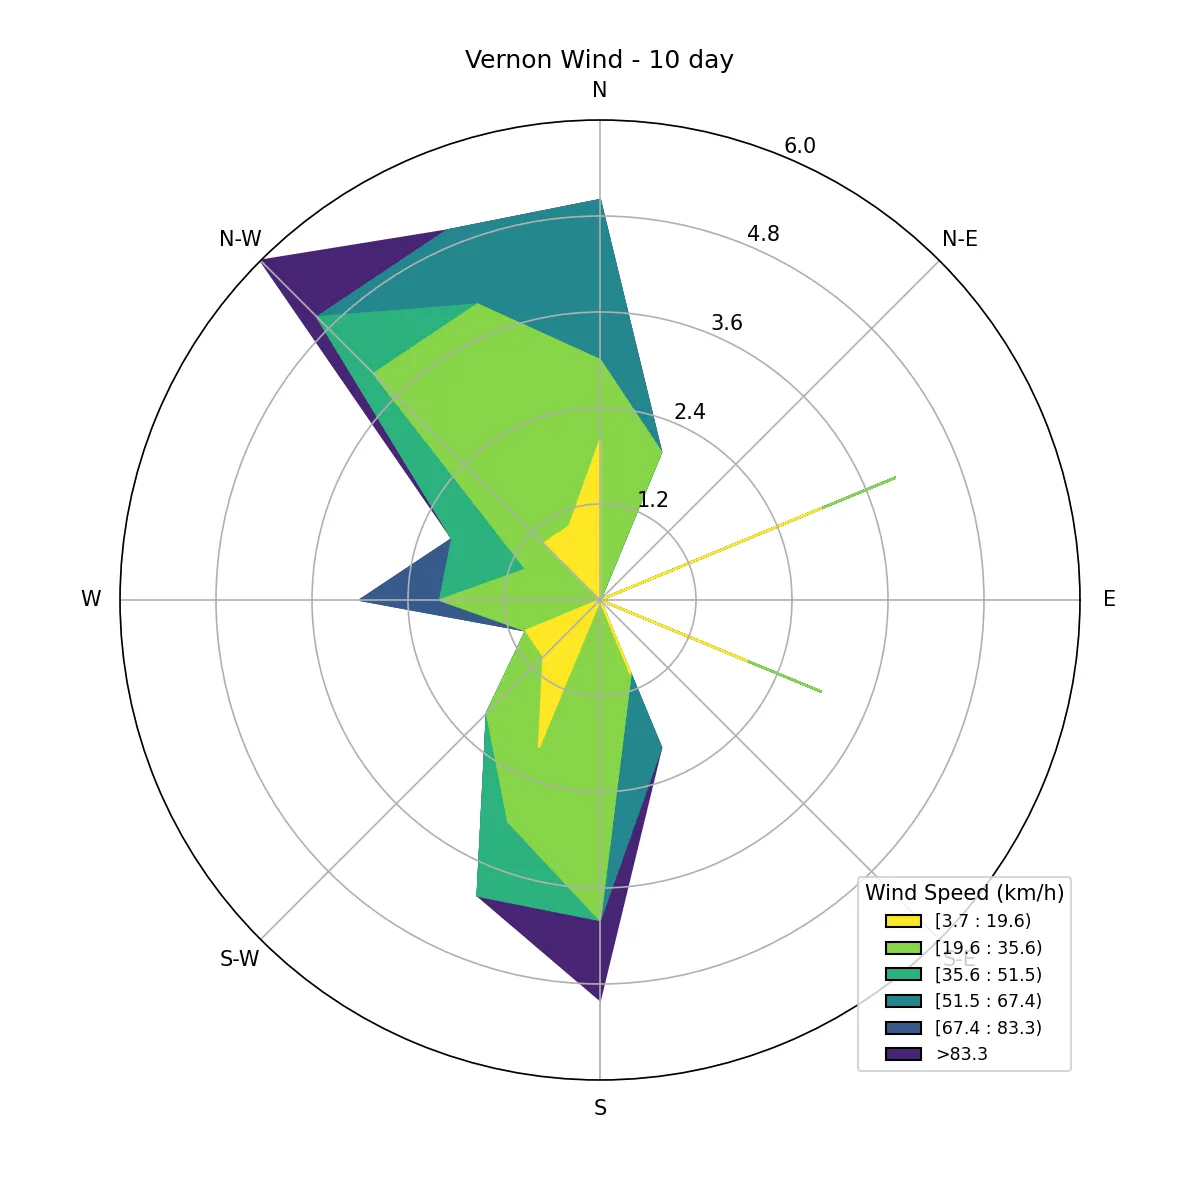 Vernon Wind - 10 day
N
6.0
N-W
4.8
N-E
3.6
2.4
1.2
W
E
S-W
S-E
S
Wind Speed (km/h)
[3.7 : 19.6)
[19.6 : 35.6)
[35.6 : 51.5)
[51.5 : 67.4)
[67.4 : 83.3)
>83.3